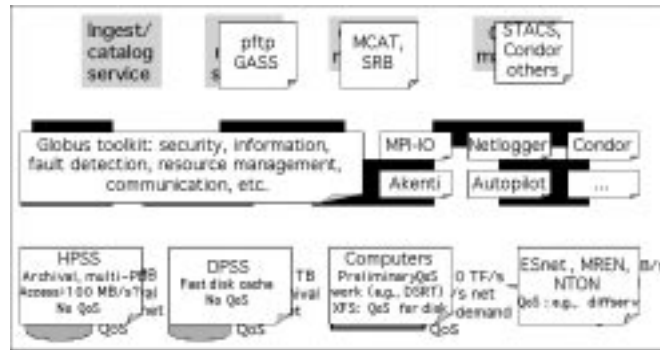 Ingest/
catalog
service
pftp
GASS
MCAT,
SRB
STACS,
Condor
others
Globus toolkit: security, information,
fault detection, resource management,
communication, etc.
MPI-IO
Netlogger
Condor
Akenti
Autopilot
...
HPSS
Archival, multi-PB
Access: 100 MB/s?
No QoS
QoS
DPSS
Fast disk cache
No QoS
TB
QoS
Computers
PreliminaryQoS
work (e.g., DSRT)
XFS: QoS for disk
TF/s
/s net
demand
QoS
ESnet , MREN,
NTON
QoS : e.g., diffserv